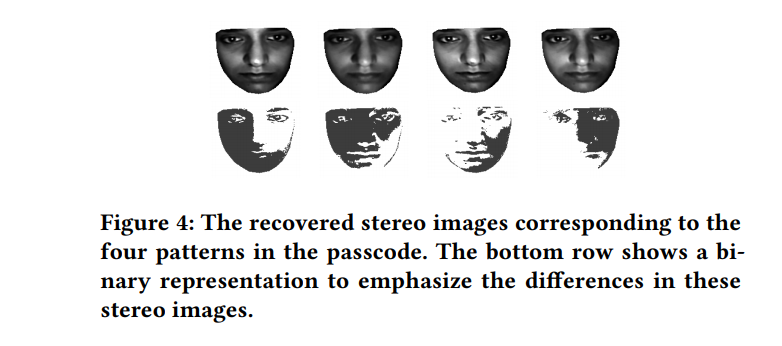 Figure 4: The recovered stereo images corresponding to the
four patterns in the passcode. The bottom row shows a bi-
nary representation to emphasize the differences in these
stereo images.